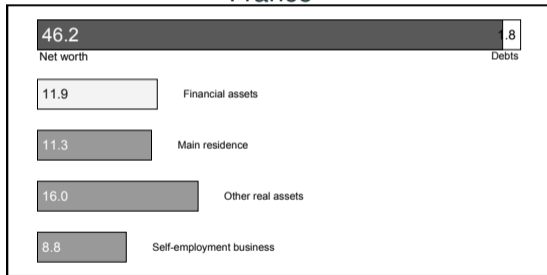 46.2 1.8
Net worth Debts
11.9 Financial assets
11.3 Main residence
16.0 Other real assets
8.8 Self-employment business